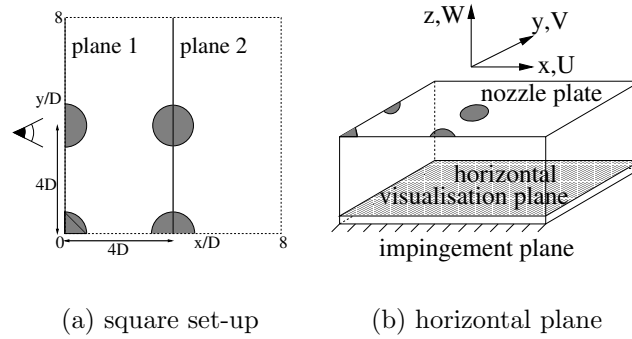 8
plane 1
plane 2
y/D
4D
0
4D
x/D
8
(a) square set-up
z,W
y,V
x,U
nozzle plate
horizontal
visualisation plane
impingement plane
(b) horizontal plane